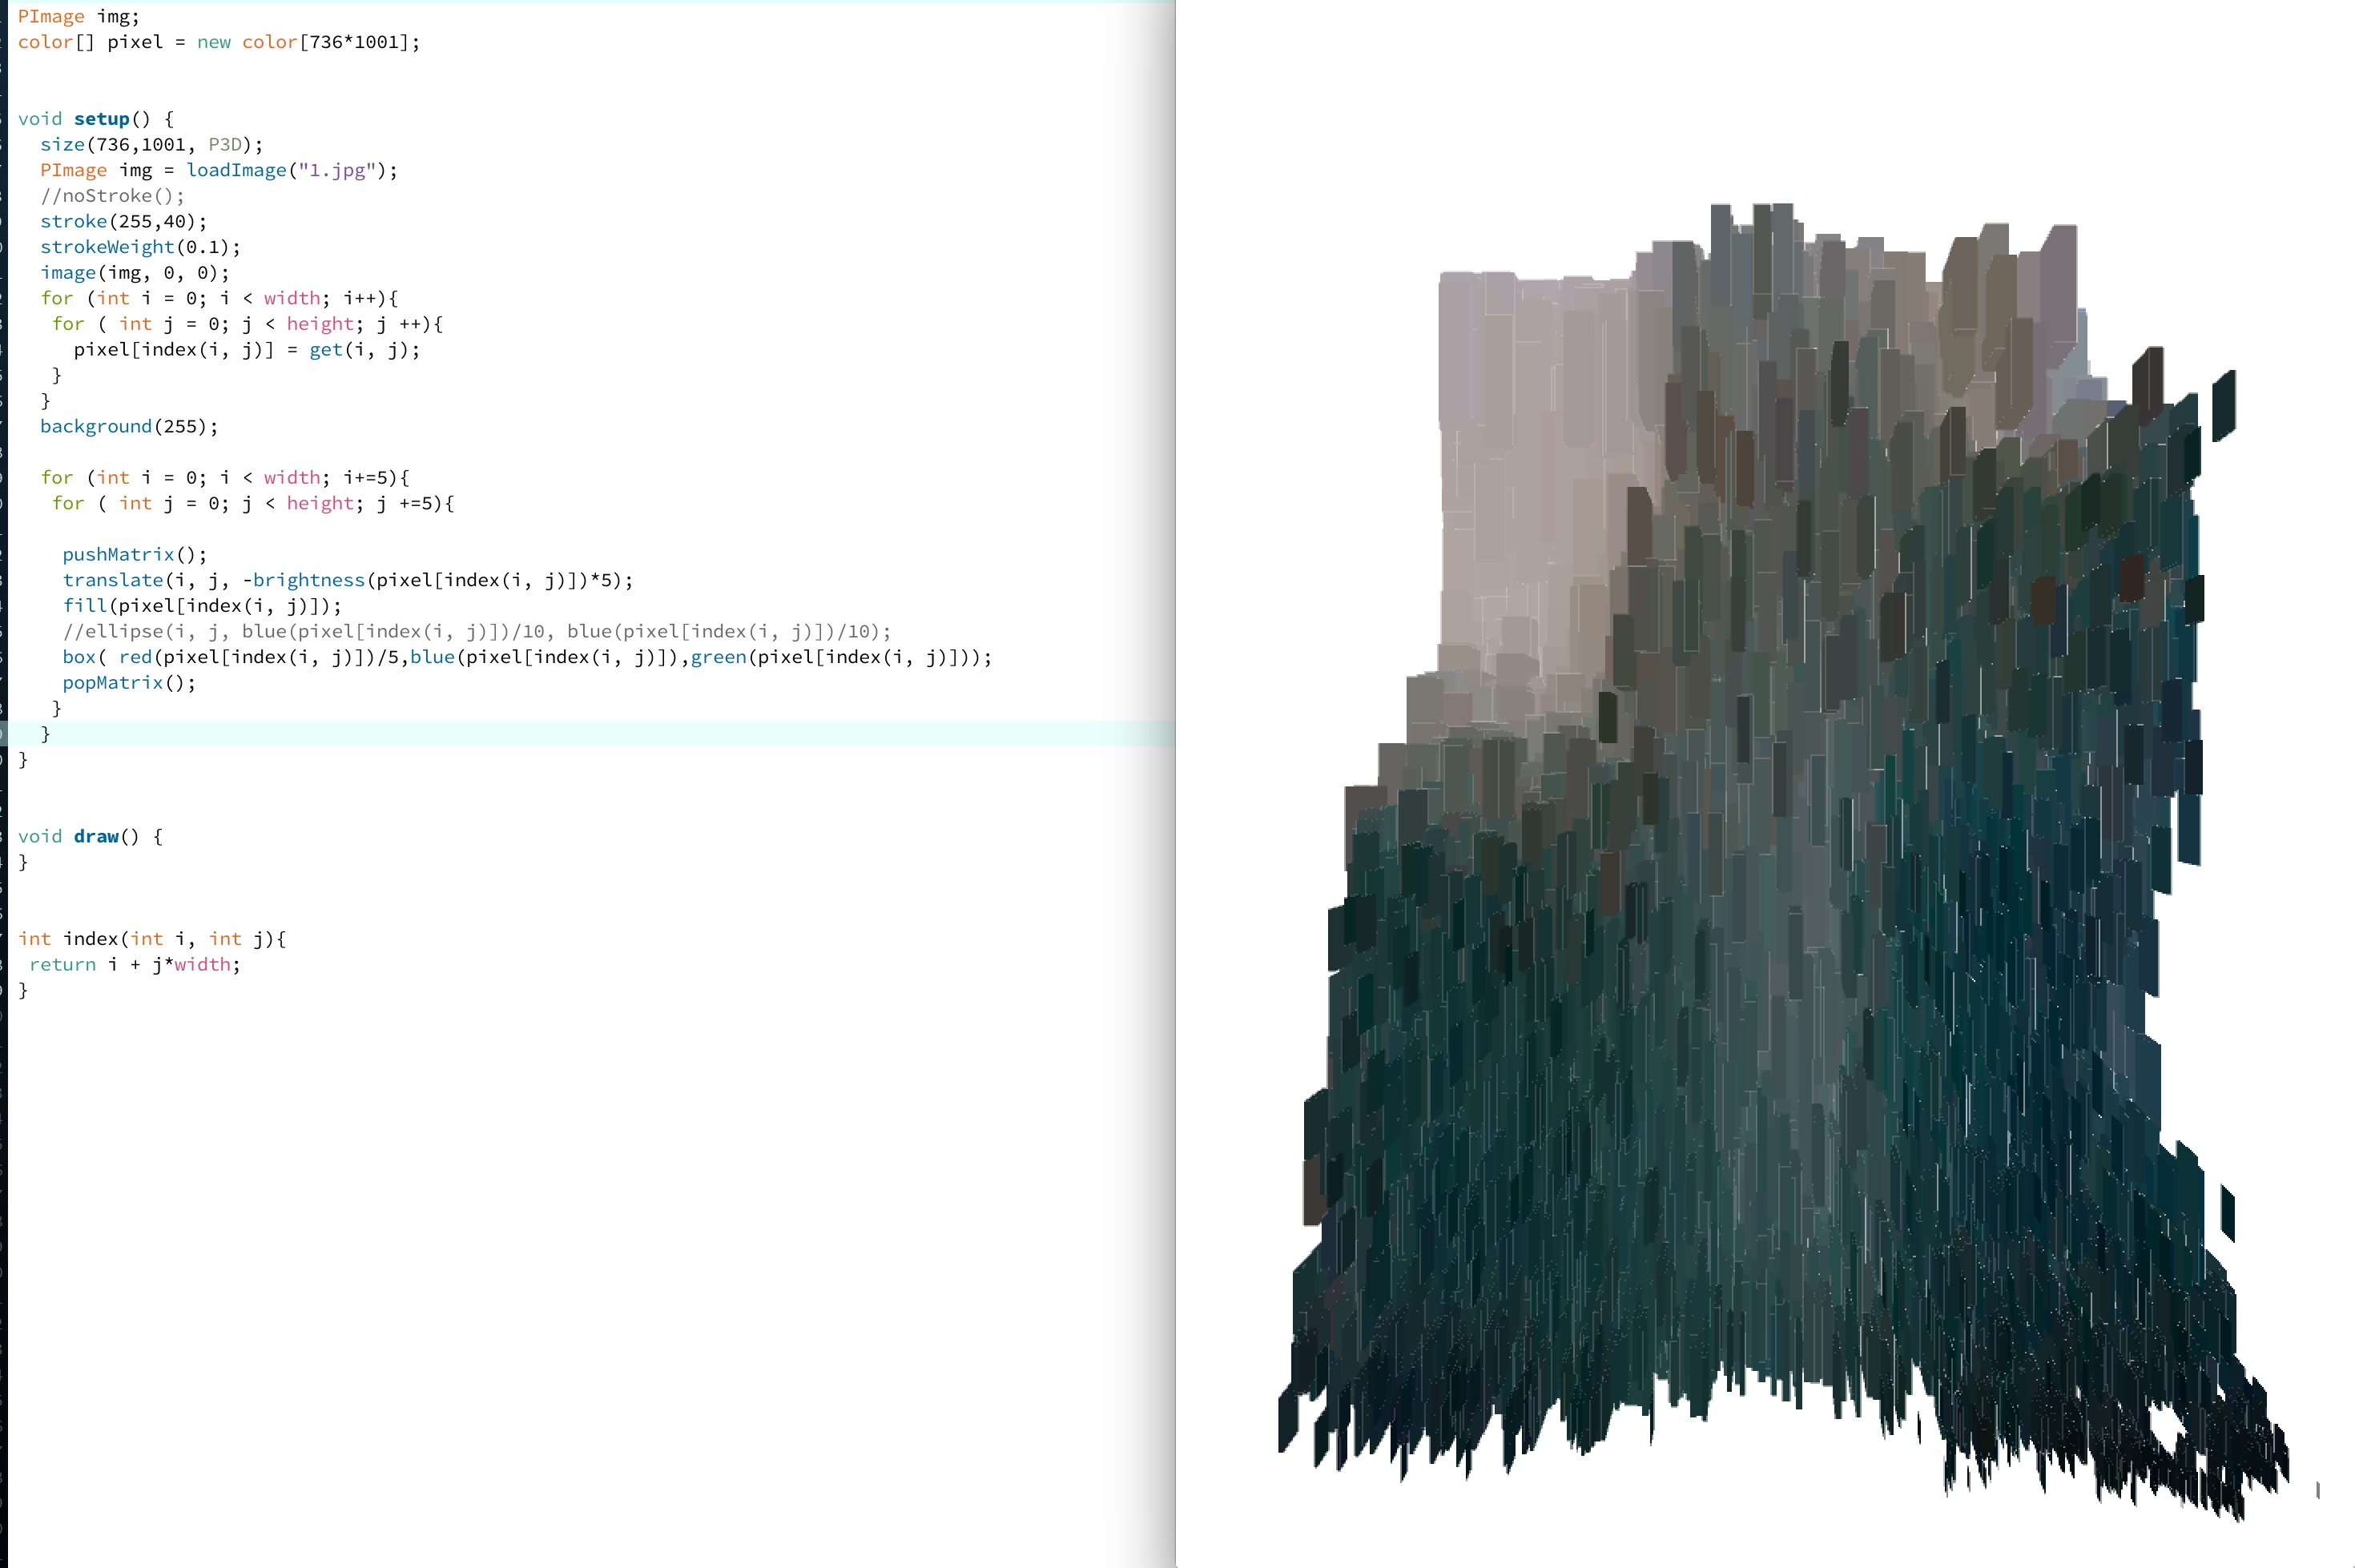 PImage img;
color[] pixel = new color[736*1001];
void setup() {
size(736,1001, P3D);
PImage img = loadImage("1.jpg");
//noStroke();
stroke(255,40);
strokeWeight(0.1);
image(img, 0, 0);
for (int i = 0; i < width; i++){
for ( int j = 0; j < height; j ++){
pixel[index(i, j)] = get(i, j);
}
}
background(255);
for (int i = 0; i < width; i+=5){
for ( int j = 0; j < height; j +=5){
pushMatrix();
translate(i, j, -brightness(pixel[index(i, j)])*5);
fill(pixel[index(i, j)]);
//ellipse(i, j, blue(pixel[index(i, j)])/10, blue(pixel[index(i, j)])/10);
box( red(pixel[index(i, j)])/5,blue(pixel[index(i, j)]),green(pixel[index(i, j)]));
popMatrix();
}
}
}
void draw() {
}
int index(int i, int j){
return i + j*width;
}